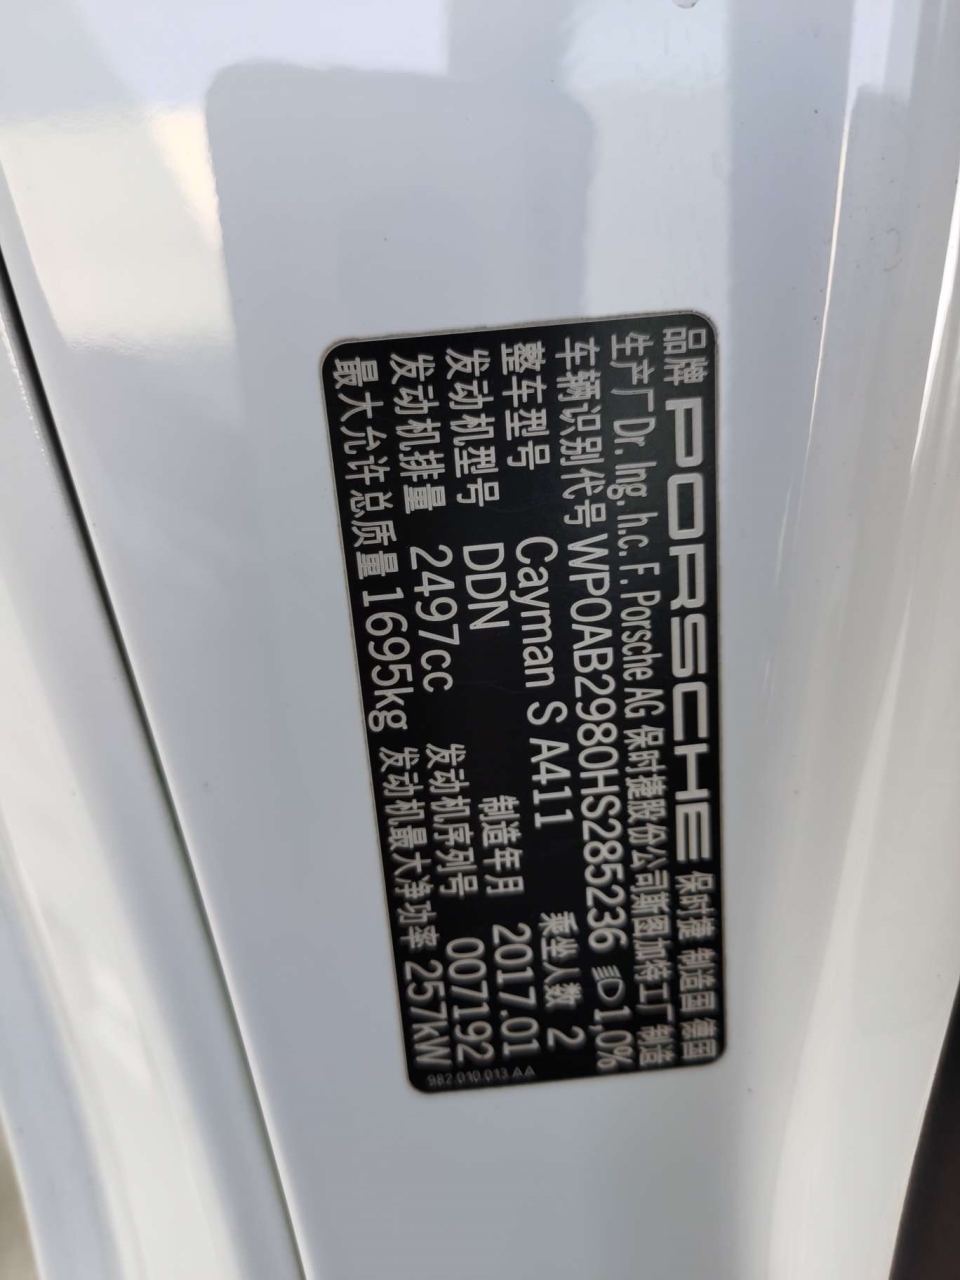 品牌 PORSCHE 保时捷 制造国 德国
生产厂 Dr. Ing. h.c. F. Porsche AG 保时捷股份公司斯图加特工厂 制造
车辆识别代号 WP0AB2980HS285236 1,0%
整车型号 Cayman S A411 乘坐人数 2
发动机型号 DDN 制造年月 2017.01
发动机排量 2497cc 发动机序列号 007192
最大允许总质量 1695kg 发动机最大净功率 257kW
982.010.013 AA